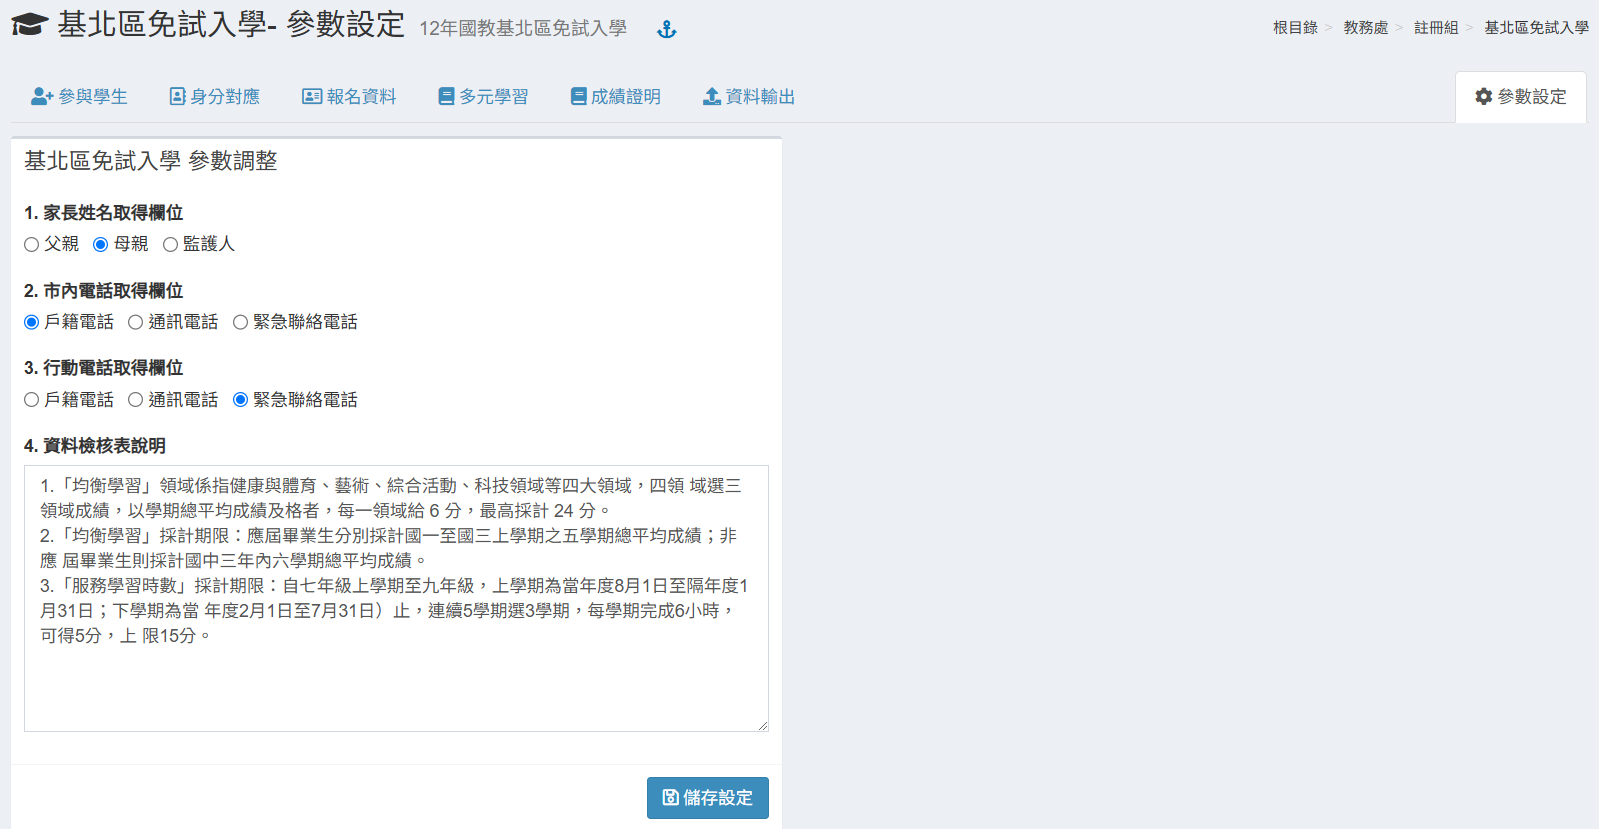 基北區免試入學- 參數設定 12年國教基北區免試入學
根目錄 > 教務處 > 註冊組 > 基北區免試入學
參與學生 身分對應 報名資料 多元學習 成績證明 資料輸出 參數設定
基北區免試入學 參數調整
1. 家長姓名取得欄位
父親 母親 監護人
2. 市內電話取得欄位
戶籍電話 通訊電話 緊急聯絡電話
3. 行動電話取得欄位
戶籍電話 通訊電話 緊急聯絡電話
4. 資料檢核表說明
1.「均衡學習」領域係指健康與體育、藝術、綜合活動、科技領域等四大領域，四領 域選三
領域成績，以學期總平均成績及格者，每一領域給 6 分，最高採計 24 分。
2.「均衡學習」採計期限：應屆畢業生分別採計國一至國三上學期之五學期總平均成績；非
應 屆畢業生則採計國中三年內六學期總平均成績。
3.「服務學習時數」採計期限：自七年級上學期至九年級，上學期為當年度8月1日至隔年度1
月31日；下學期為當 年度2月1日至7月31日）止，連續5學期選3學期，每學期完成6小時，
可得5分，上 限15分。
儲存設定